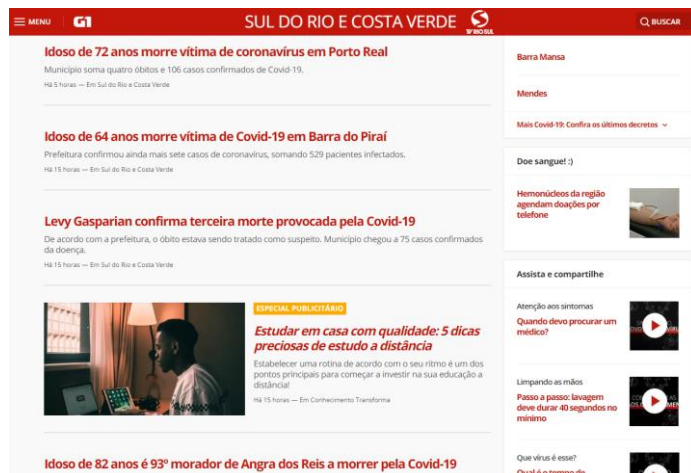 MENU
G1
SUL DO RIO E COSTA VERDE
TV RIO SUL
BUSCAR
Idoso de 72 anos morre vítima de coronavírus em Porto Real
Município soma quatro óbitos e 106 casos confirmados de Covid-19.
Há 5 horas — Em Sul do Rio e Costa Verde
Idoso de 64 anos morre vítima de Covid-19 em Barra do Piraí
Prefeitura confirmou ainda mais sete casos de coronavírus, somando 529 pacientes infectados.
Há 15 horas — Em Sul do Rio e Costa Verde
Levy Gasparian confirma terceira morte provocada pela Covid-19
De acordo com a prefeitura, o óbito estava sendo tratado como suspeito. Município chegou a 75 casos confirmados
da doença.
Há 15 horas — Em Sul do Rio e Costa Verde
ESPECIAL PUBLICITÁRIO
Estudar em casa com qualidade: 5 dicas
preciosas de estudo a distância
Estabelecer uma rotina de acordo com o seu ritmo é um dos
pontos principais para começar a investir na sua educação a
distância!
Há 15 horas — Em Conhecimento Transforma
Idoso de 82 anos é 93º morador de Angra dos Reis a morrer pela Covid-19
Barra Mansa
Mendes
Mais Covid-19: Confira os últimos decretos
Doe sangue! :)
Hemonúcleos da região
agendam doações por
telefone
Assista e compartilhe
Atenção aos sintomas
Quando devo procurar um
médico?
Limpando as mãos
Passo a passo: lavagem
deve durar 40 segundos no
mínimo
Que vírus é esse?
Qual é o tempo de